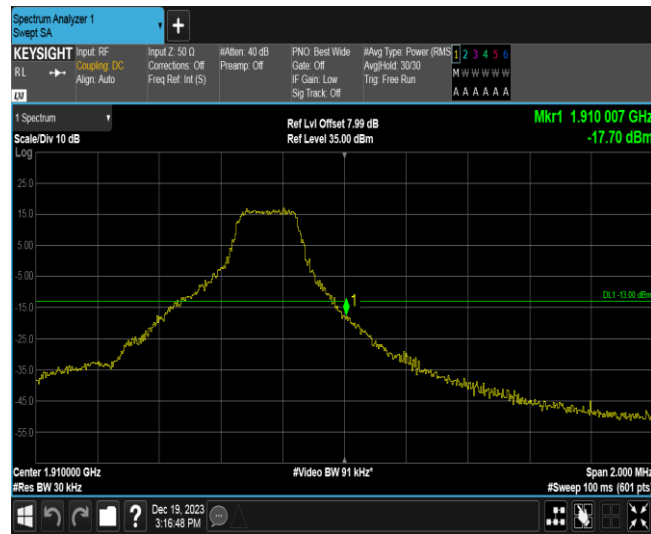 Spectrum Analyzer 1
Swept SA
+
KEYSIGHT
RL
LXI
Input: RF
Coupling: DC
Align: Auto
Input Z: 50 Ω
Corrections: Off
Freq Ref: Int (S)
#Atten: 40 dB
Preamp: Off
PNO: Best Wide
Gate: Off
IF Gain: Low
Sig Track: Off
#Avg Type: Power (RMS
Avg|Hold: 30/30
Trig: Free Run
1 2 3 4 5 6
M W W W W W
A A A A A A
1 Spectrum
Scale/Div 10 dB
Log
Ref Lvl Offset 7.99 dB
Ref Level 35.00 dBm
Mkr1 1.910 007 GHz
-17.70 dBm
25.0
15.0
5.00
-5.00
-15.0
-25.0
-35.0
-45.0
-55.0
1
DL1 -13.00 dBm
Center 1.910000 GHz
#Res BW 30 kHz
#Video BW 91 kHz*
Span 2.000 MHz
#Sweep 100 ms (601 pts)
?
Dec 19, 2023
3:16:48 PM